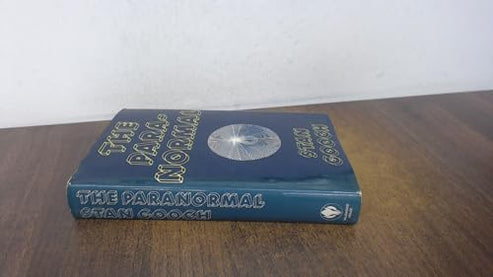 THE
PARA-
NORMAL
STAN
GOOCH
THE PARANORMAL
STAN GOOCH